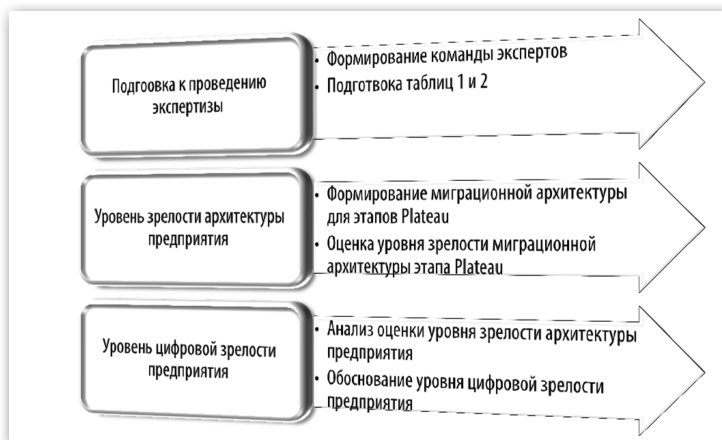 Подгоовка к проведению
экспертизы
• Формирование команды экспертов
• Подготвока таблиц 1 и 2
Уровень зрелости архитектуры
предприятия
• Формирование миграционной архитектуры
для этапов Plateau
• Оценка уровня зрелости миграционной
архитектуры этапа Plateau
Уровень цифровой зрелости
предприятия
• Анализ оценки уровня зрелости архитектуры
предприятия
• Обоснование уровня цифровой зрелости
предприятия